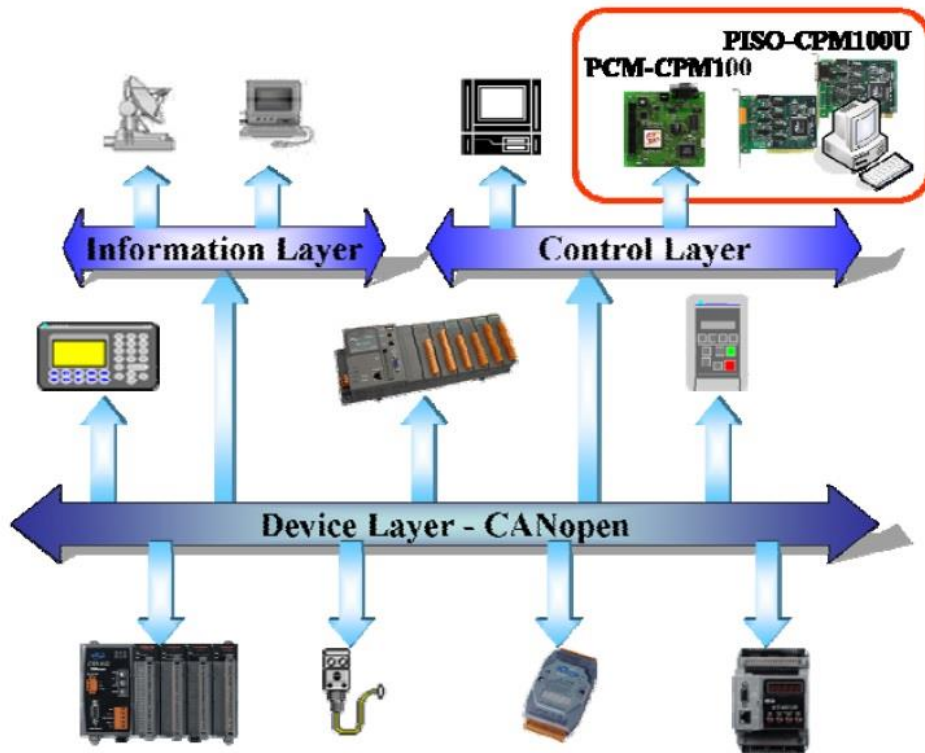 PISO-CPM100U
PCM-CPM100
Information Layer
Control Layer
Device Layer - CANopen